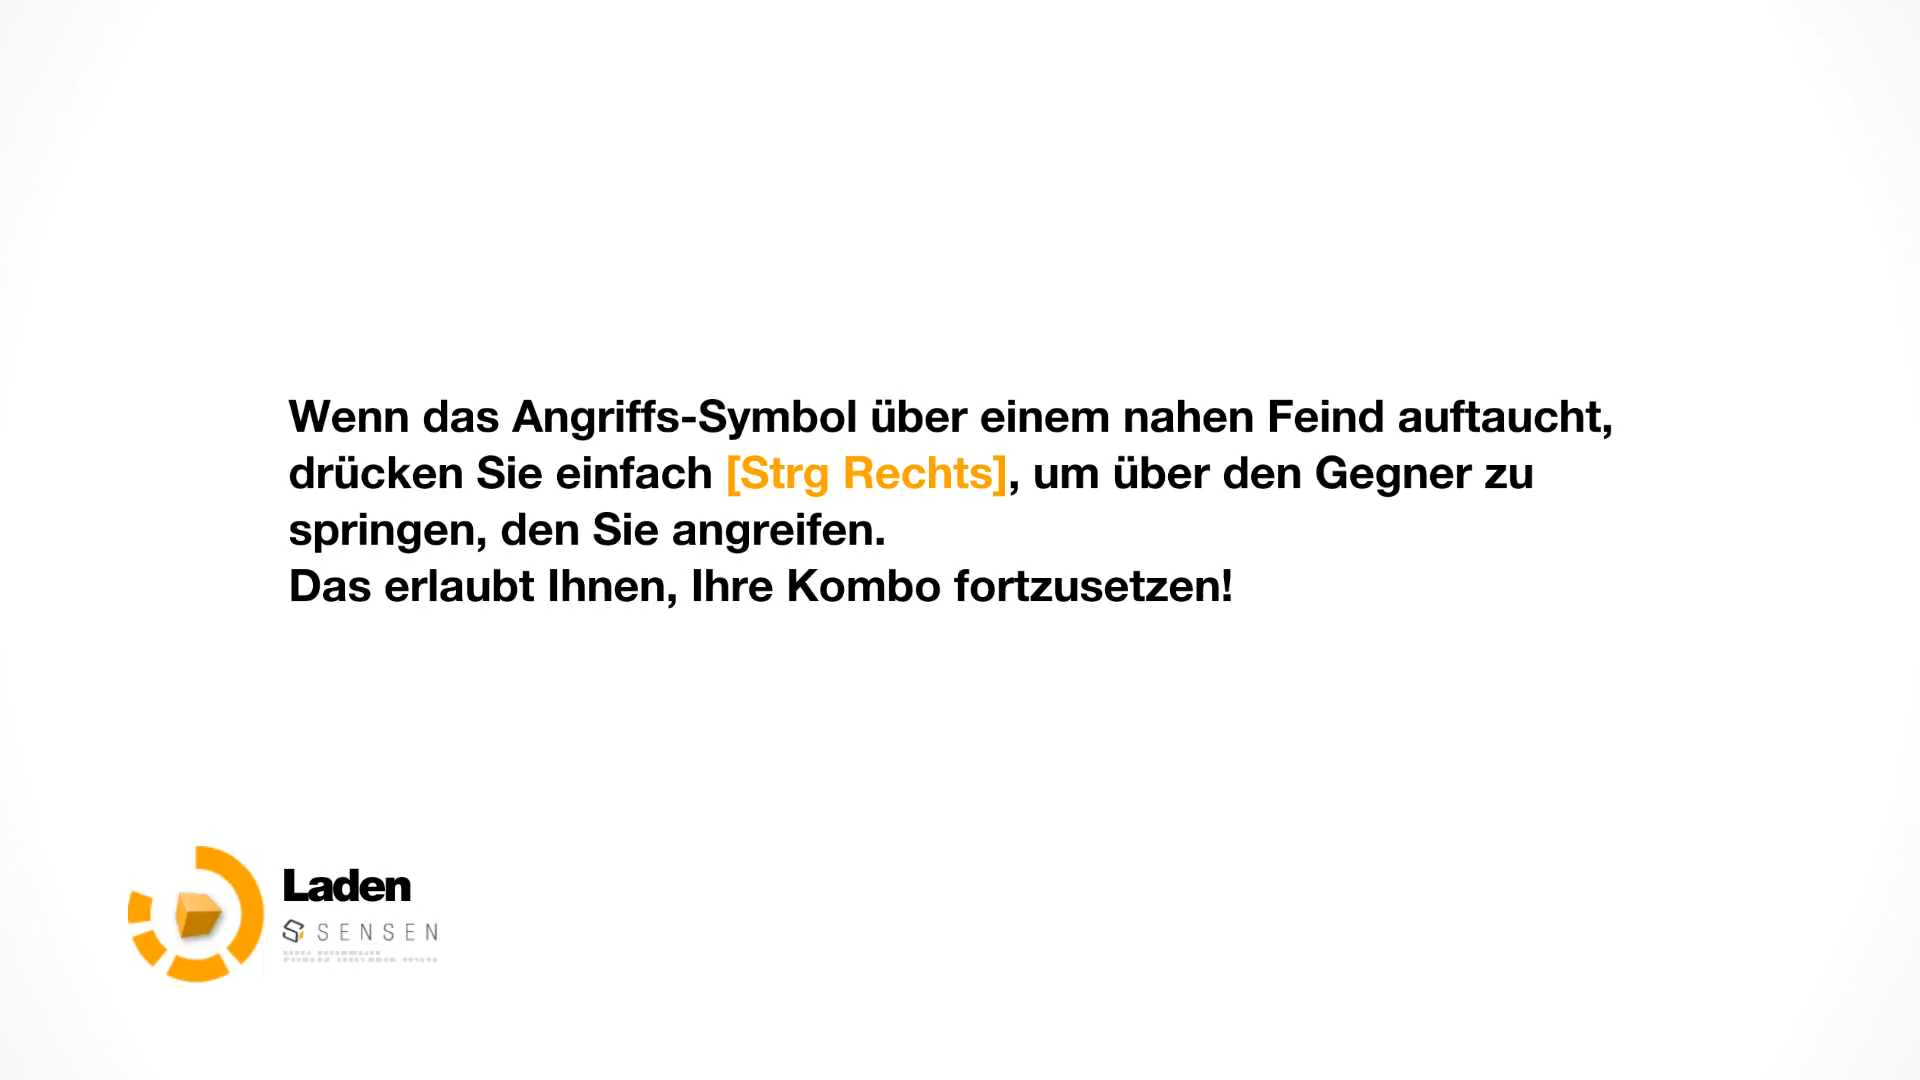 Wenn das Angriffs-Symbol über einem nahen Feind auftaucht,
drücken Sie einfach [Strg Rechts], um über den Gegner zu
springen, den Sie angreifen.
Das erlaubt Ihnen, Ihre Kombo fortzusetzen!
Laden
SENSEN